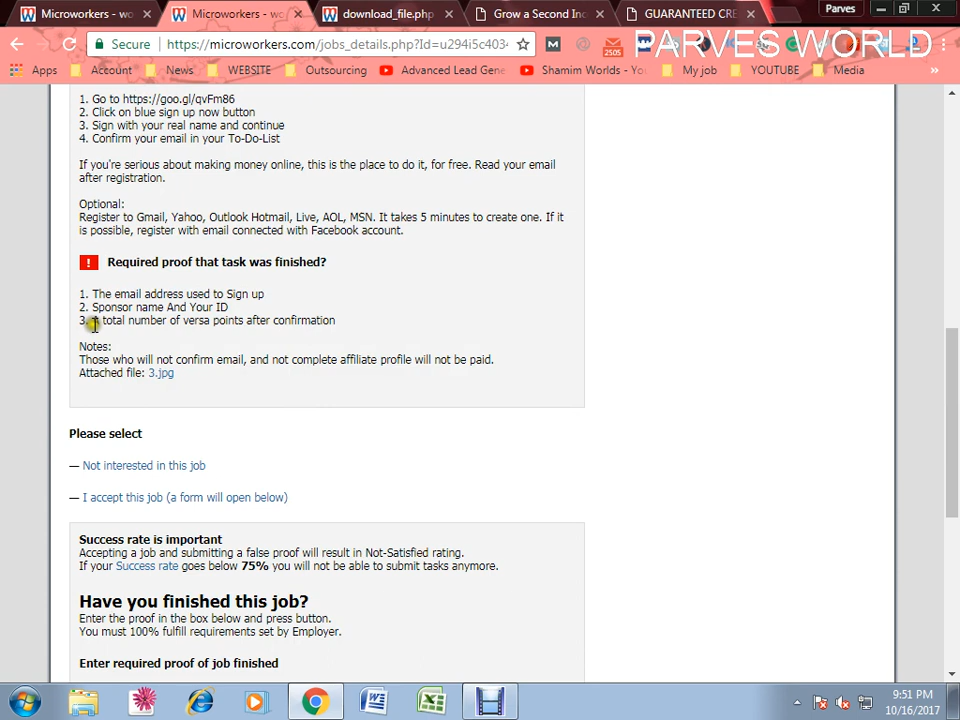 Microworkers - wo
Microworkers - wo
download_file.php
Grow a Second Inc
GUARANTEED CRE
Parves
Secure
https://microworkers.com/jobs_details.php?Id=u294i5c403
2505
PARVES WORLD
Apps
Account
News
WEBSITE
Outsourcing
Advanced Lead Gene
Shamim Worlds - You
My job
YOUTUBE
Media
»
1. Go to https://goo.gl/qvFm86
2. Click on blue sign up now button
3. Sign with your real name and continue
4. Confirm your email in your To-Do-List
If you're serious about making money online, this is the place to do it, for free. Read your email
after registration.
Optional:
Register to Gmail, Yahoo, Outlook Hotmail, Live, AOL, MSN. It takes 5 minutes to create one. If it
is possible, register with email connected with Facebook account.
! Required proof that task was finished?
1. The email address used to Sign up
2. Sponsor name And Your ID
3. total number of versa points after confirmation
Notes:
Those who will not confirm email, and not complete affiliate profile will not be paid.
Attached file: 3.jpg
Please select
— Not interested in this job
— I accept this job (a form will open below)
Success rate is important
Accepting a job and submitting a false proof will result in Not-Satisfied rating.
If your Success rate goes below 75% you will not be able to submit tasks anymore.
Have you finished this job?
Enter the proof in the box below and press button.
You must 100% fulfill requirements set by Employer.
Enter required proof of job finished
9:51 PM
10/16/2017